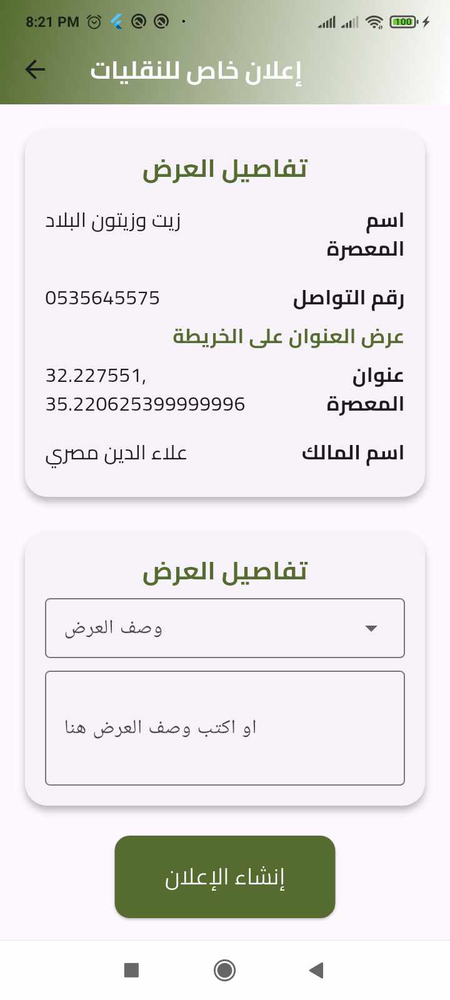 8:21 PM
100
إعلان خاص للنقليات
تفاصيل العرض
اسم المعصرة
زيت وزيتون البلاد
رقم التواصل
0535645575
عرض العنوان على الخريطة
عنوان المعصرة
32.227551,
35.220625399999996
اسم المالك
علاء الدين مصري
تفاصيل العرض
وصف العرض
او اكتب وصف العرض هنا
إنشاء الإعلان